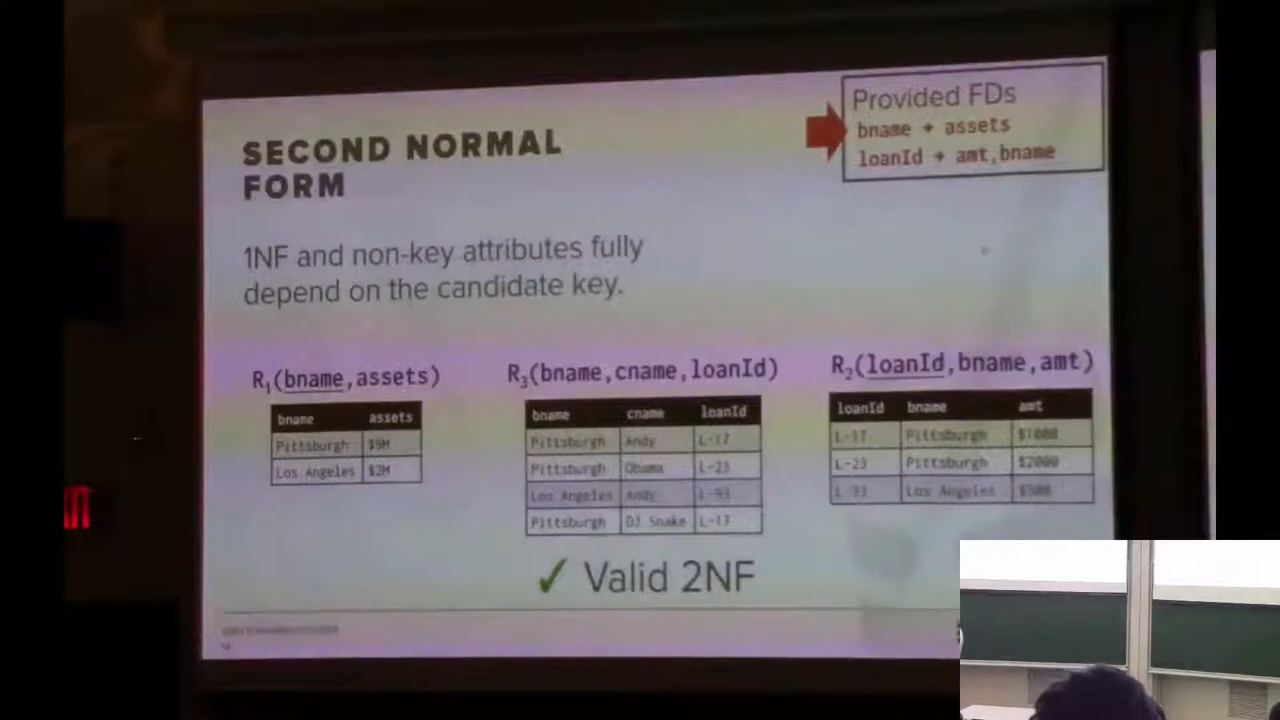 Provided FDs
bname → assets
loanId → amt,bname
SECOND NORMAL
FORM
1NF and non-key attributes fully
depend on the candidate key.
R₁(bname,assets)
bname assets
Pittsburgh $9M
Los Angeles $2M
R₃(bname,cname,loanId)
bname cname loanId
Pittsburgh Andy L-17
Pittsburgh Obama L-23
Los Angeles Andy L-93
Pittsburgh DJ Snake L-17
R₂(loanId,bname,amt)
loanId bname amt
L-17 Pittsburgh $1000
L-23 Pittsburgh $2000
L-93 Los Angeles $500
✓ Valid 2NF